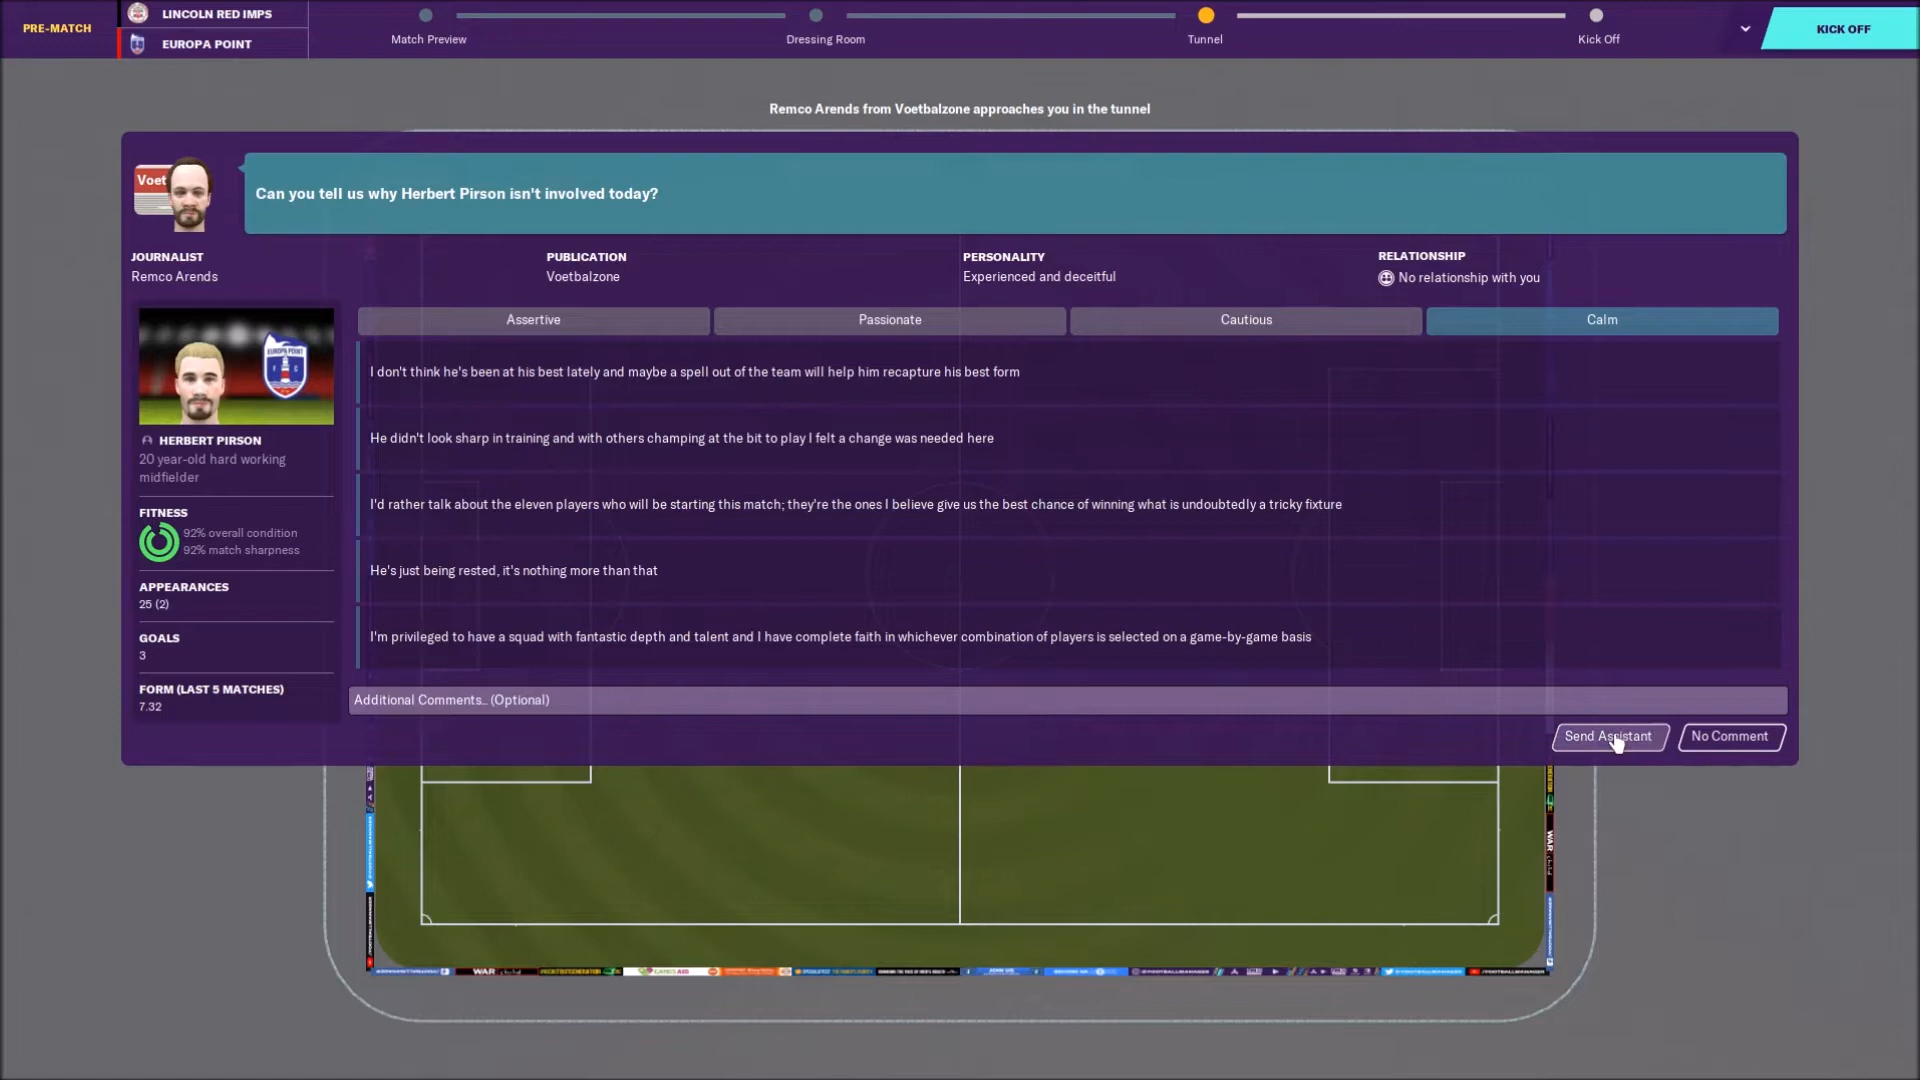 PRE-MATCH
LINCOLN RED IMPS
EUROPA POINT
Match Preview
Dressing Room
Tunnel
Kick Off
KICK OFF
Remco Arends from Voetbalzone approaches you in the tunnel
Voet
Can you tell us why Herbert Pirson isn't involved today?
JOURNALIST
Remco Arends
PUBLICATION
Voetbalzone
PERSONALITY
Experienced and deceitful
RELATIONSHIP
No relationship with you
Assertive
Passionate
Cautious
Calm
EUROPA POINT
HERBERT PIRSON
20 year-old hard working
midfielder
FITNESS
92% overall condition
92% match sharpness
APPEARANCES
25 (2)
GOALS
3
FORM (LAST 5 MATCHES)
7.32
I don't think he's been at his best lately and maybe a spell out of the team will help him recapture his best form
He didn't look sharp in training and with others champing at the bit to play I felt a change was needed here
I'd rather talk about the eleven players who will be starting this match; they're the ones I believe give us the best chance of winning what is undoubtedly a tricky fixture
He's just being rested, it's nothing more than that
I'm privileged to have a squad with fantastic depth and talent and I have complete faith in whichever combination of players is selected on a game-by-game basis
Additional Comments... (Optional)
Send Assistant
No Comment
WAR
WAR